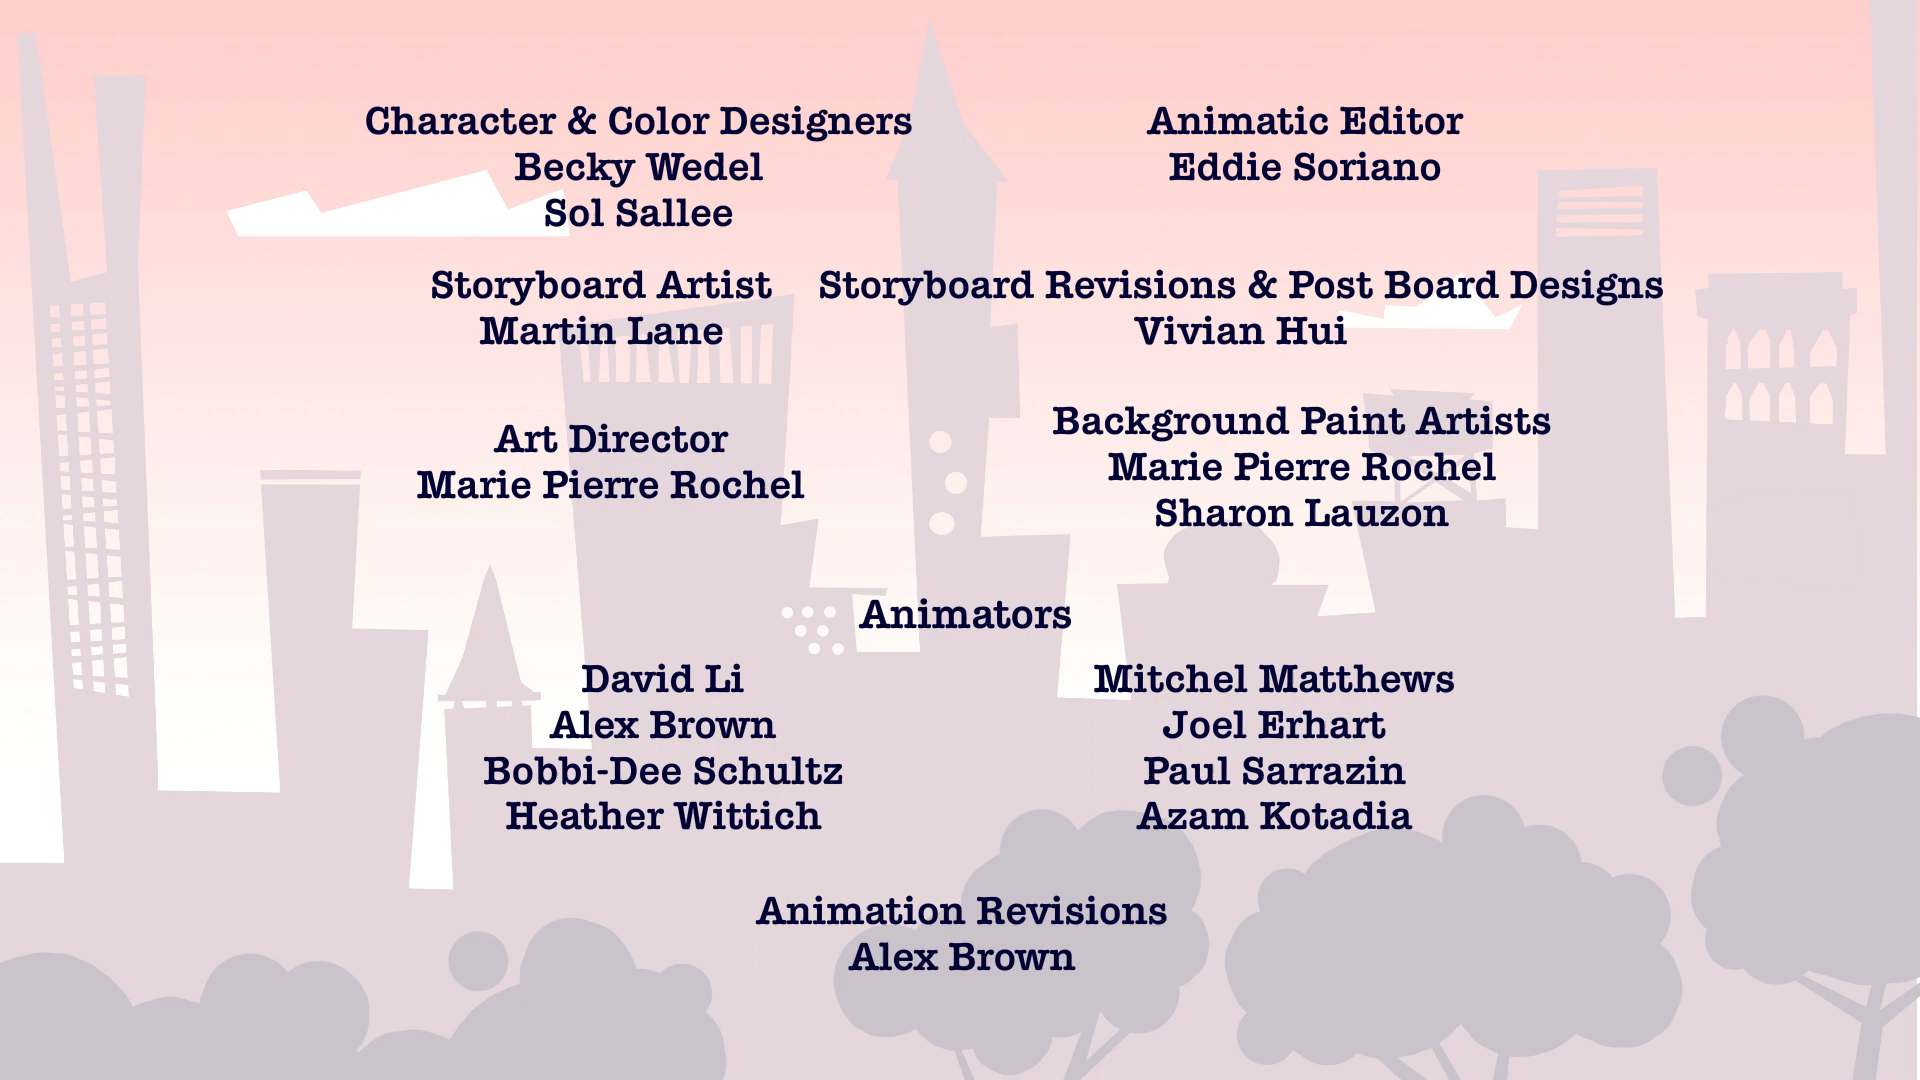 Character & Color Designers
Becky Wedel
Sol Sallee
Animatic Editor
Eddie Soriano
Storyboard Artist
Martin Lane
Storyboard Revisions & Post Board Designs
Vivian Hui
Art Director
Marie Pierre Rochel
Background Paint Artists
Marie Pierre Rochel
Sharon Lauzon
Animators
David Li
Alex Brown
Bobbi-Dee Schultz
Heather Wittich
Mitchel Matthews
Joel Erhart
Paul Sarrazin
Azam Kotadia
Animation Revisions
Alex Brown